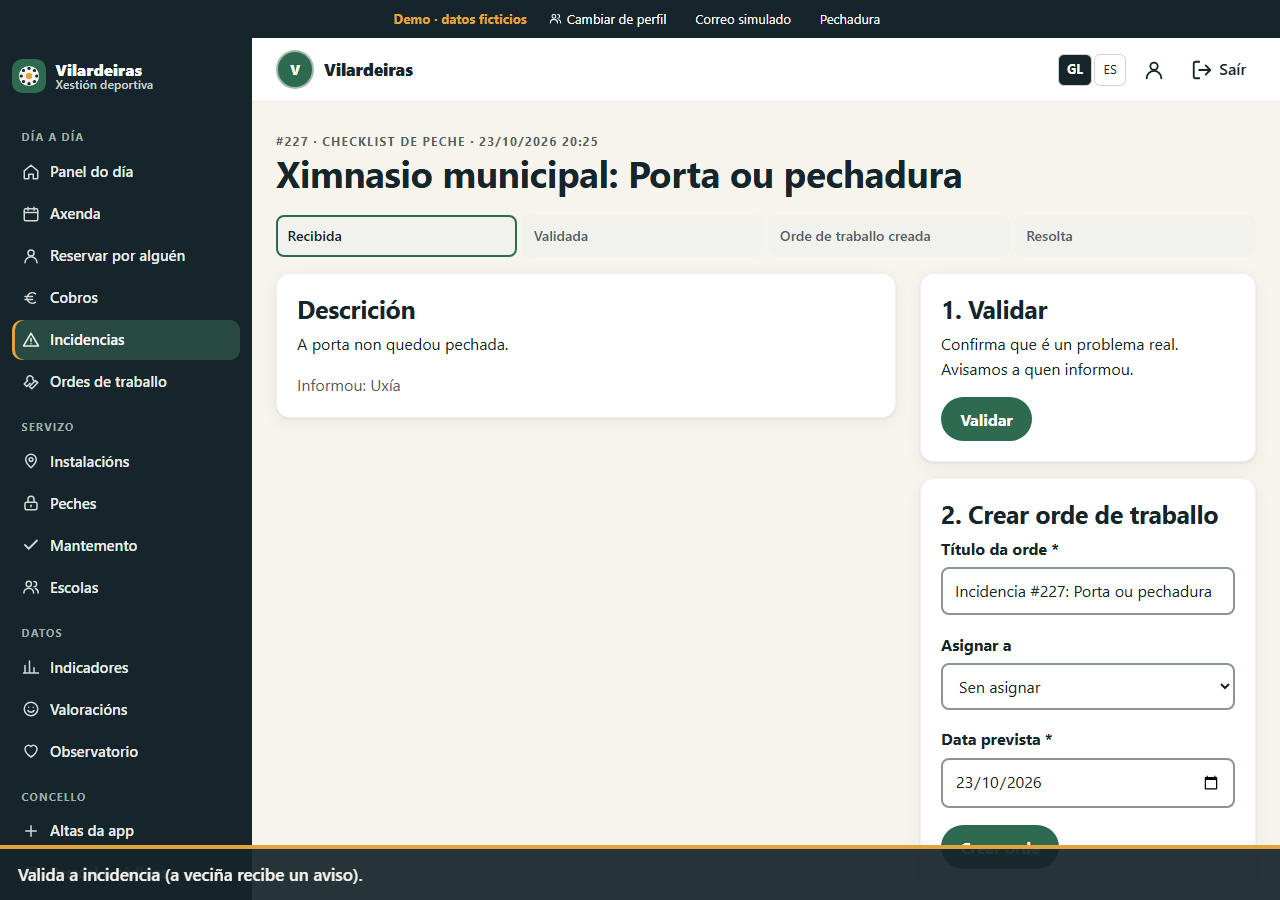 Demo · datos ficticios
Cambiar de perfil
Correo simulado
Pechadura
Vilardeiras
Xestión deportiva
DÍA A DÍA
Panel do día
Axenda
Reservar por alguén
Cobros
Incidencias
Ordes de traballo
SERVIZO
Instalacións
Peches
Mantemento
Escolas
DATOS
Indicadores
Valoracións
Observatorio
CONCELLO
Altas da app
V
Vilardeiras
GL
ES
Saír
#227 · CHECKLIST DE PECHE · 23/10/2026 20:25
Ximnasio municipal: Porta ou pechadura
Recibida
Validada
Orde de traballo creada
Resolta
Descrición
A porta non quedou pechada.
Informou: Uxía
1. Validar
Confirma que é un problema real.
Avisamos a quen informou.
Validar
2. Crear orde de traballo
Título da orde *
Incidencia #227: Porta ou pechadura
Asignar a
Sen asignar
Data prevista *
23/10/2026
Crear orde
Valida a incidencia (a veciña recibe un aviso).